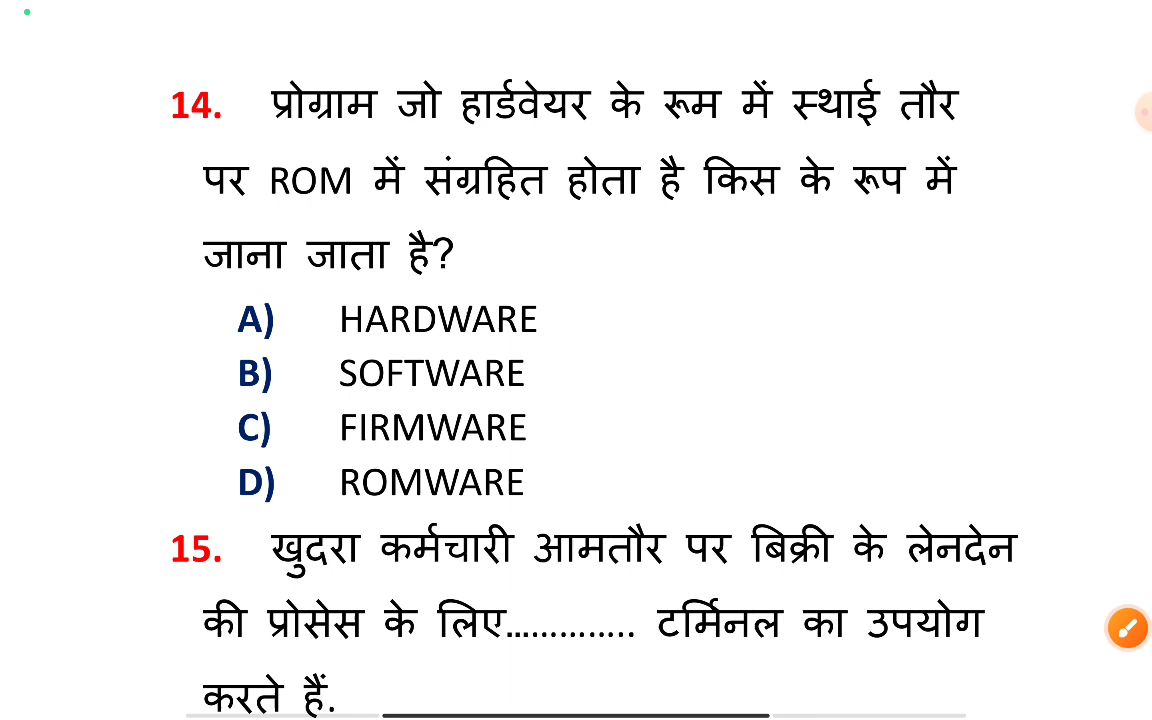 14. प्रोग्राम जो हार्डवेयर के रूम में स्थाई तौर
पर ROM में संग्रहित होता है किस के रूप में
जाना जाता है?
A) HARDWARE
B) SOFTWARE
C) FIRMWARE
D) ROMWARE
15. खुदरा कर्मचारी आमतौर पर बिक्री के लेनदेन
की प्रोसेस के लिए.............. टर्मिनल का उपयोग
करते हैं.